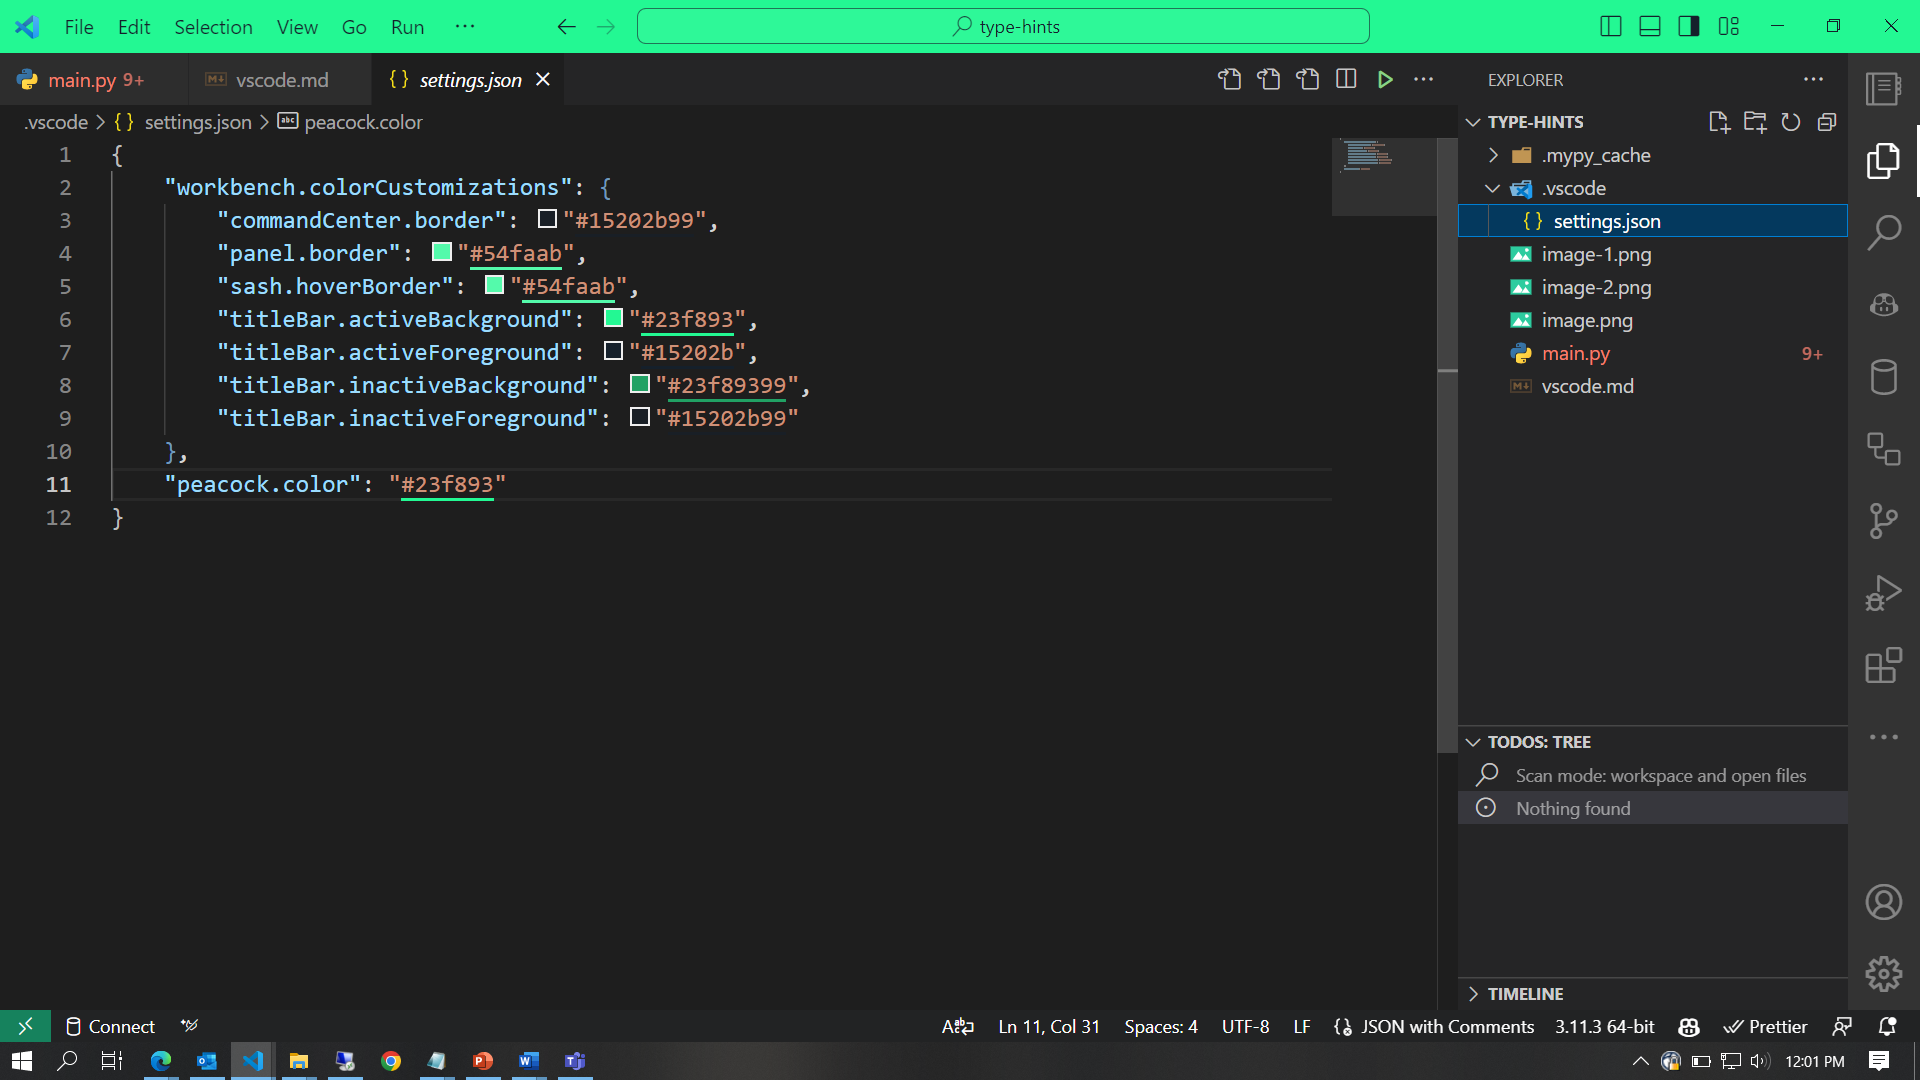 File Edit Selection View Go Run ··· type-hints
main.py 9+ vscode.md {} settings.json
.vscode > {} settings.json > abc peacock.color
1 {
2 "workbench.colorCustomizations": {
3 "commandCenter.border": "#15202b99",
4 "panel.border": "#54faab",
5 "sash.hoverBorder": "#54faab",
6 "titleBar.activeBackground": "#23f893",
7 "titleBar.activeForeground": "#15202b",
8 "titleBar.inactiveBackground": "#23f89399",
9 "titleBar.inactiveForeground": "#15202b99"
10 },
11 "peacock.color": "#23f893"
12 }
EXPLORER
TYPE-HINTS
.mypy_cache
.vscode
{} settings.json
image-1.png
image-2.png
image.png
main.py 9+
vscode.md
TODOS: TREE
Scan mode: workspace and open files
Nothing found
TIMELINE
Connect Ln 11, Col 31 Spaces: 4 UTF-8 LF JSON with Comments 3.11.3 64-bit Prettier
12:01 PM